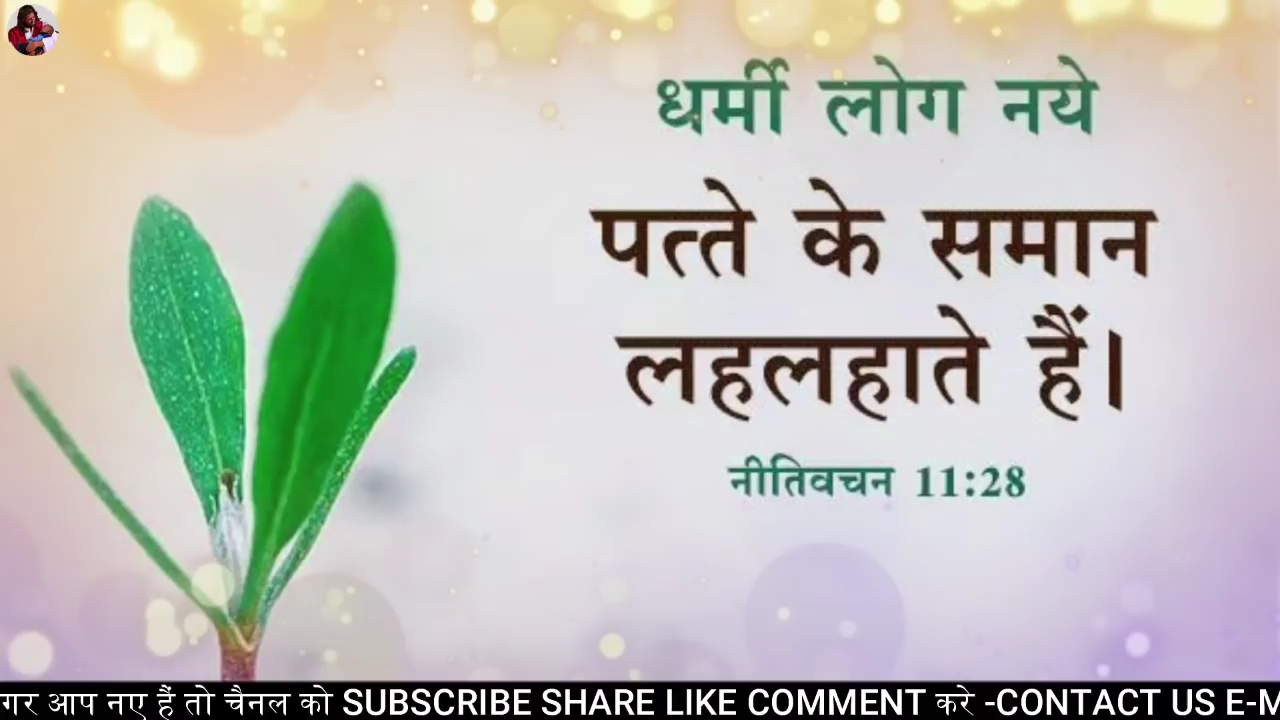 धर्मी लोग नये
पत्ते के समान
लहलहाते हैं।
नीतिवचन 11:28
गर आप नए हैं तो चैनल को SUBSCRIBE SHARE LIKE COMMENT करे -CONTACT US E-M